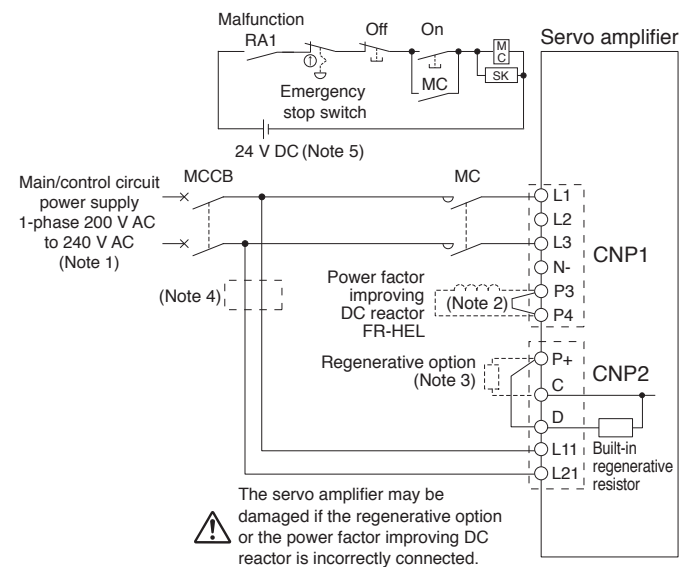 Malfunction
RA1
Off
On
Servo amplifier
M
C
SK
MC
Emergency
stop switch
24 V DC (Note 5)
Main/control circuit
power supply
1-phase 200 V AC
to 240 V AC
(Note 1)
MCCB
MC
L1
L2
L3
N-
P3
P4
CNP1
(Note 4)
Power factor
improving
DC reactor
FR-HEL
(Note 2)
Regenerative option
(Note 3)
P+
C
D
L11
L21
CNP2
Built-in
regenerative
resistor
The servo amplifier may be
damaged if the regenerative option
or the power factor improving DC
reactor is incorrectly connected.